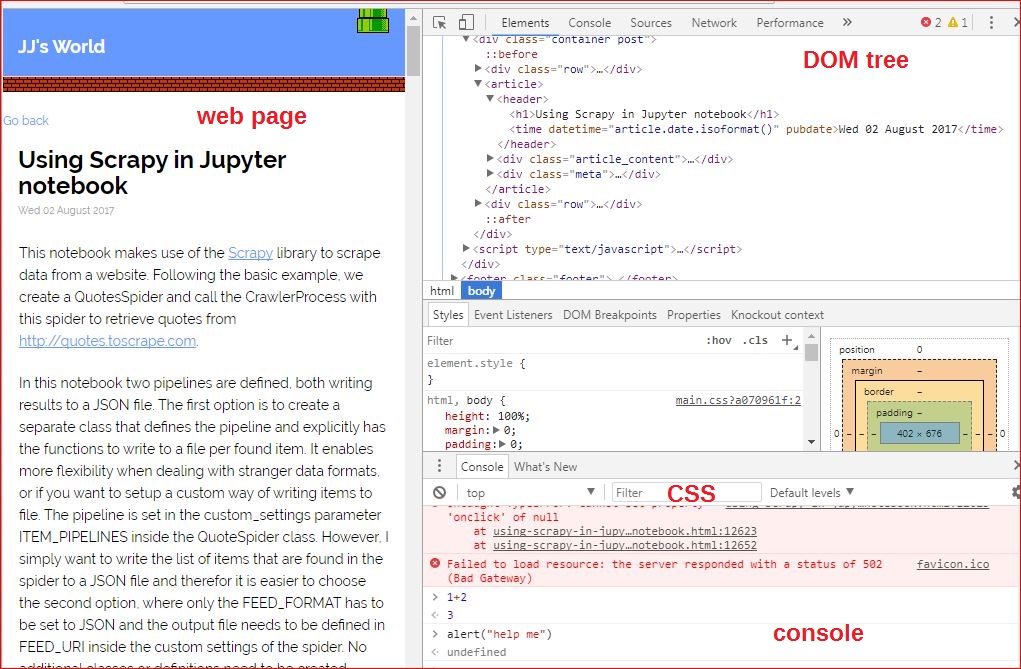 JJ's World
web page
Go back
Using Scrapy in Jupyter
notebook
Wed 02 August 2017
This notebook makes use of the Scrapy library to scrape
data from a website. Following the basic example, we
create a QuotesSpider and call the CrawlerProcess with
this spider to retrieve quotes from
http://quotes.toscrape.com.
In this notebook two pipelines are defined, both writing
results to a JSON file. The first option is to create a
separate class that defines the pipeline and explicitly has
the functions to write to a file per found item. It enables
more flexibility when dealing with stranger data formats,
or if you want to setup a custom way of writing items to
file. The pipeline is set in the custom_settings parameter
ITEM_PIPELINES inside the QuoteSpider class. However, I
simply want to write the list of items that are found in the
spider to a JSON file and therefor it is easier to choose
the second option, where only the FEED_FORMAT has to
be set to JSON and the output file needs to be defined in
FEED_URI inside the custom settings of the spider. No
additional classes or definitions need to be created
Elements Console Sources Network Performance » 2 1
<div class="container post">
::before
<div class="row">…</div>
<article>
<header>
<h1>Using Scrapy in Jupyter notebook</h1>
<time datetime="article.date.isoformat()" pubdate>Wed 02 August 2017</time>
</header>
<div class="article_content">…</div>
<div class="meta">…</div>
</article>
<div class="row">…</div>
::after
</div>
<script type="text/javascript">…</script>
</div>
<footer class="footer">…</footer>
DOM tree
html body
Styles Event Listeners DOM Breakpoints Properties Knockout context
Filter :hov .cls +
element.style {
}
html, body { main.css?a070961f:2
height: 100%;
margin: 0;
padding: 0;
position 0
margin –
border –
padding –
0 – – – 402 × 676 – – – 0
Console What's New
top Filter Default levels
CSS
'onclick' of null
at using-scrapy-in-jupy…notebook.html:12623
at using-scrapy-in-jupy…notebook.html:12652
Failed to load resource: the server responded with a status of 502 favicon.ico
(Bad Gateway)
> 1+2
< 3
> alert("help me")
< undefined
console